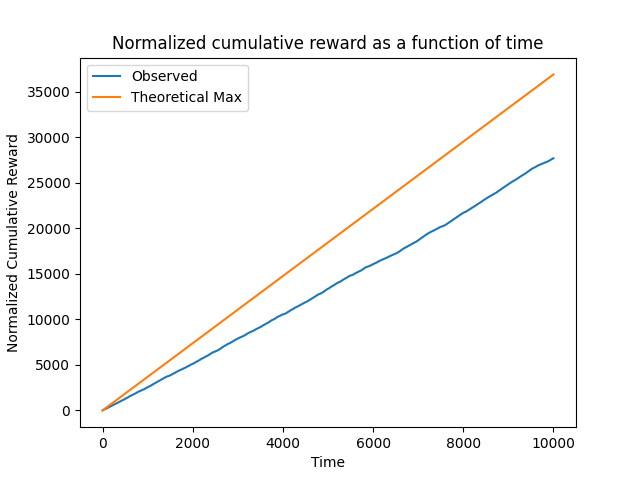 Normalized cumulative reward as a function of time
Observed
Theoretical Max
Normalized Cumulative Reward
35000
30000
25000
20000
15000
10000
5000
0
0 2000 4000 6000 8000 10000
Time